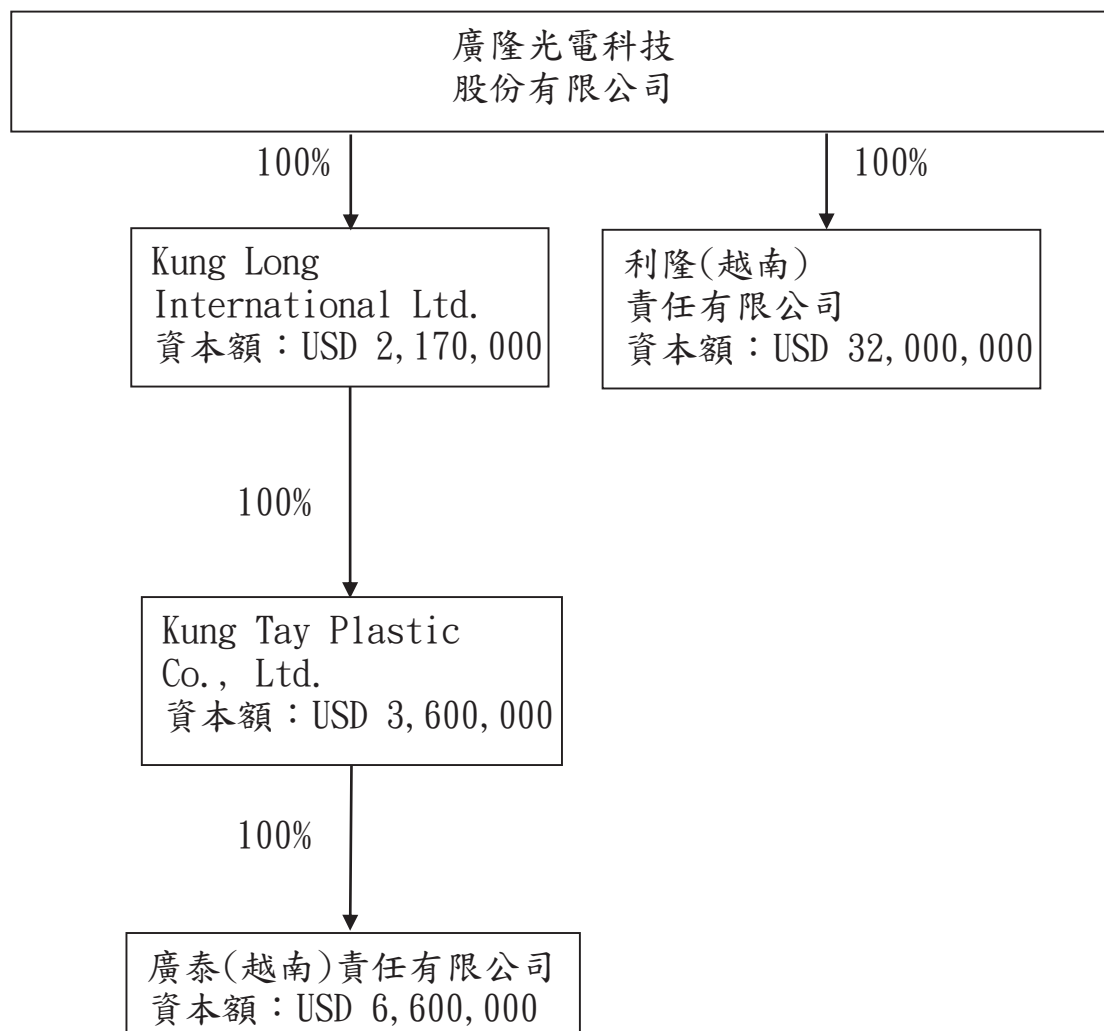 廣隆光電科技
股份有限公司
100%
100%
Kung Long
International Ltd.
資本額：USD 2,170,000
利隆(越南)
責任有限公司
資本額：USD 32,000,000
100%
Kung Tay Plastic
Co., Ltd.
資本額：USD 3,600,000
100%
廣泰(越南)責任有限公司
資本額：USD 6,600,000